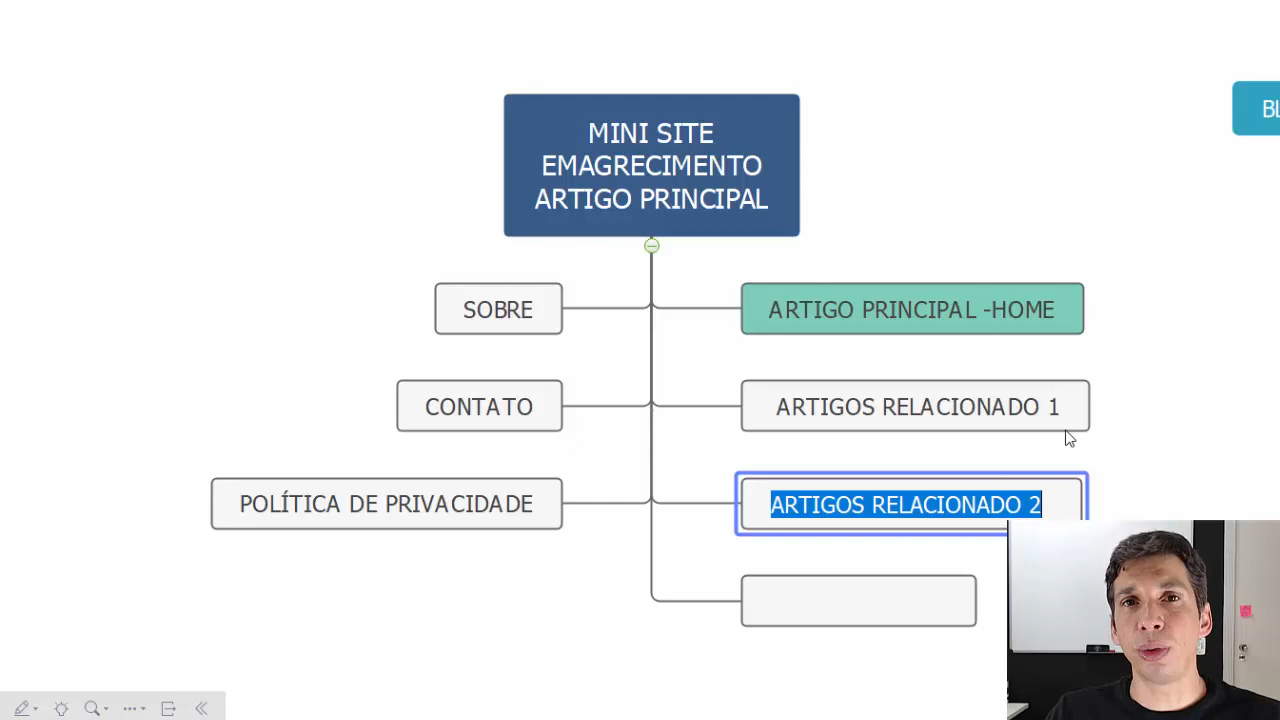 MINI SITE
EMAGRECIMENTO
ARTIGO PRINCIPAL
SOBRE
ARTIGO PRINCIPAL -HOME
CONTATO
ARTIGOS RELACIONADO 1
POLÍTICA DE PRIVACIDADE
ARTIGOS RELACIONADO 2